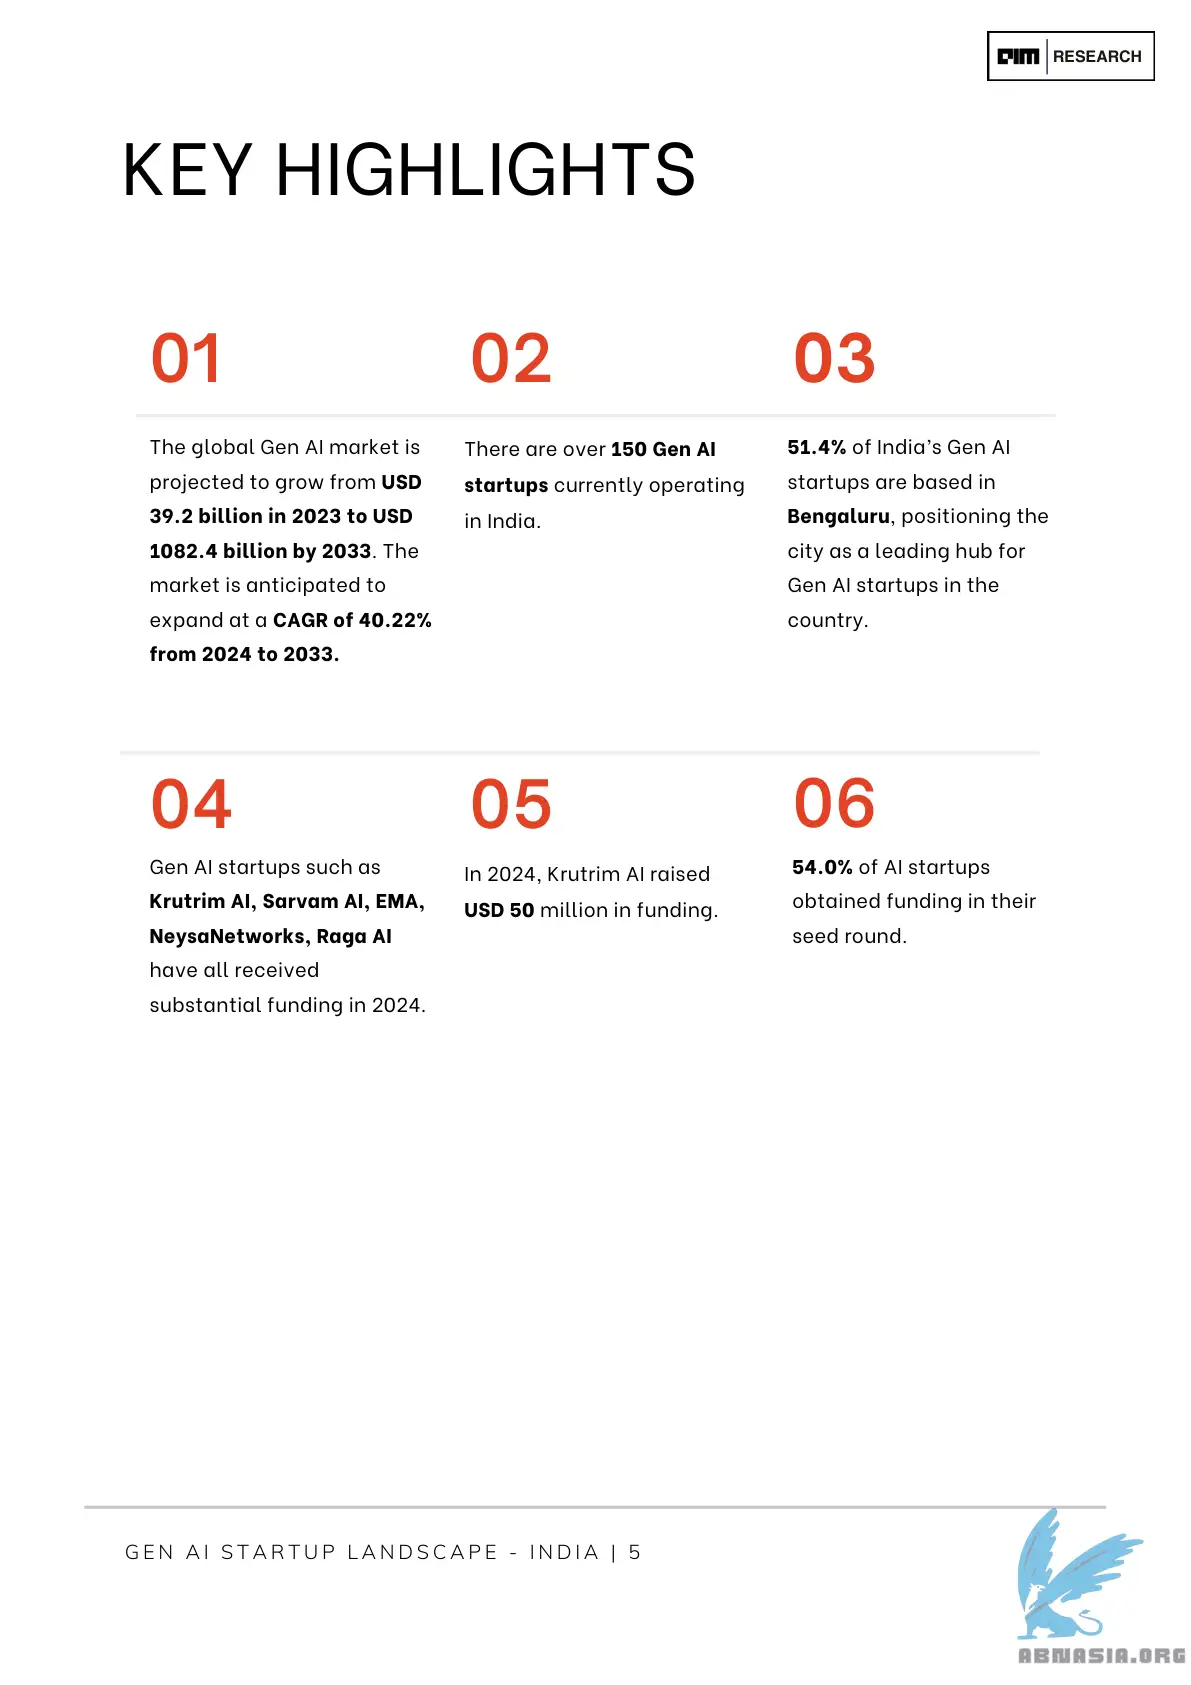 AIM RESEARCH
KEY HIGHLIGHTS
01
The global Gen AI market is
projected to grow from USD
39.2 billion in 2023 to USD
1082.4 billion by 2033. The
market is anticipated to
expand at a CAGR of 40.22%
from 2024 to 2033.
02
There are over 150 Gen AI
startups currently operating
in India.
03
51.4% of India’s Gen AI
startups are based in
Bengaluru, positioning the
city as a leading hub for
Gen AI startups in the
country.
04
Gen AI startups such as
Krutrim AI, Sarvam AI, EMA,
NeysaNetworks, Raga AI
have all received
substantial funding in 2024.
05
In 2024, Krutrim AI raised
USD 50 million in funding.
06
54.0% of AI startups
obtained funding in their
seed round.
GEN AI STARTUP LANDSCAPE - INDIA | 5
ABNASIA.ORG